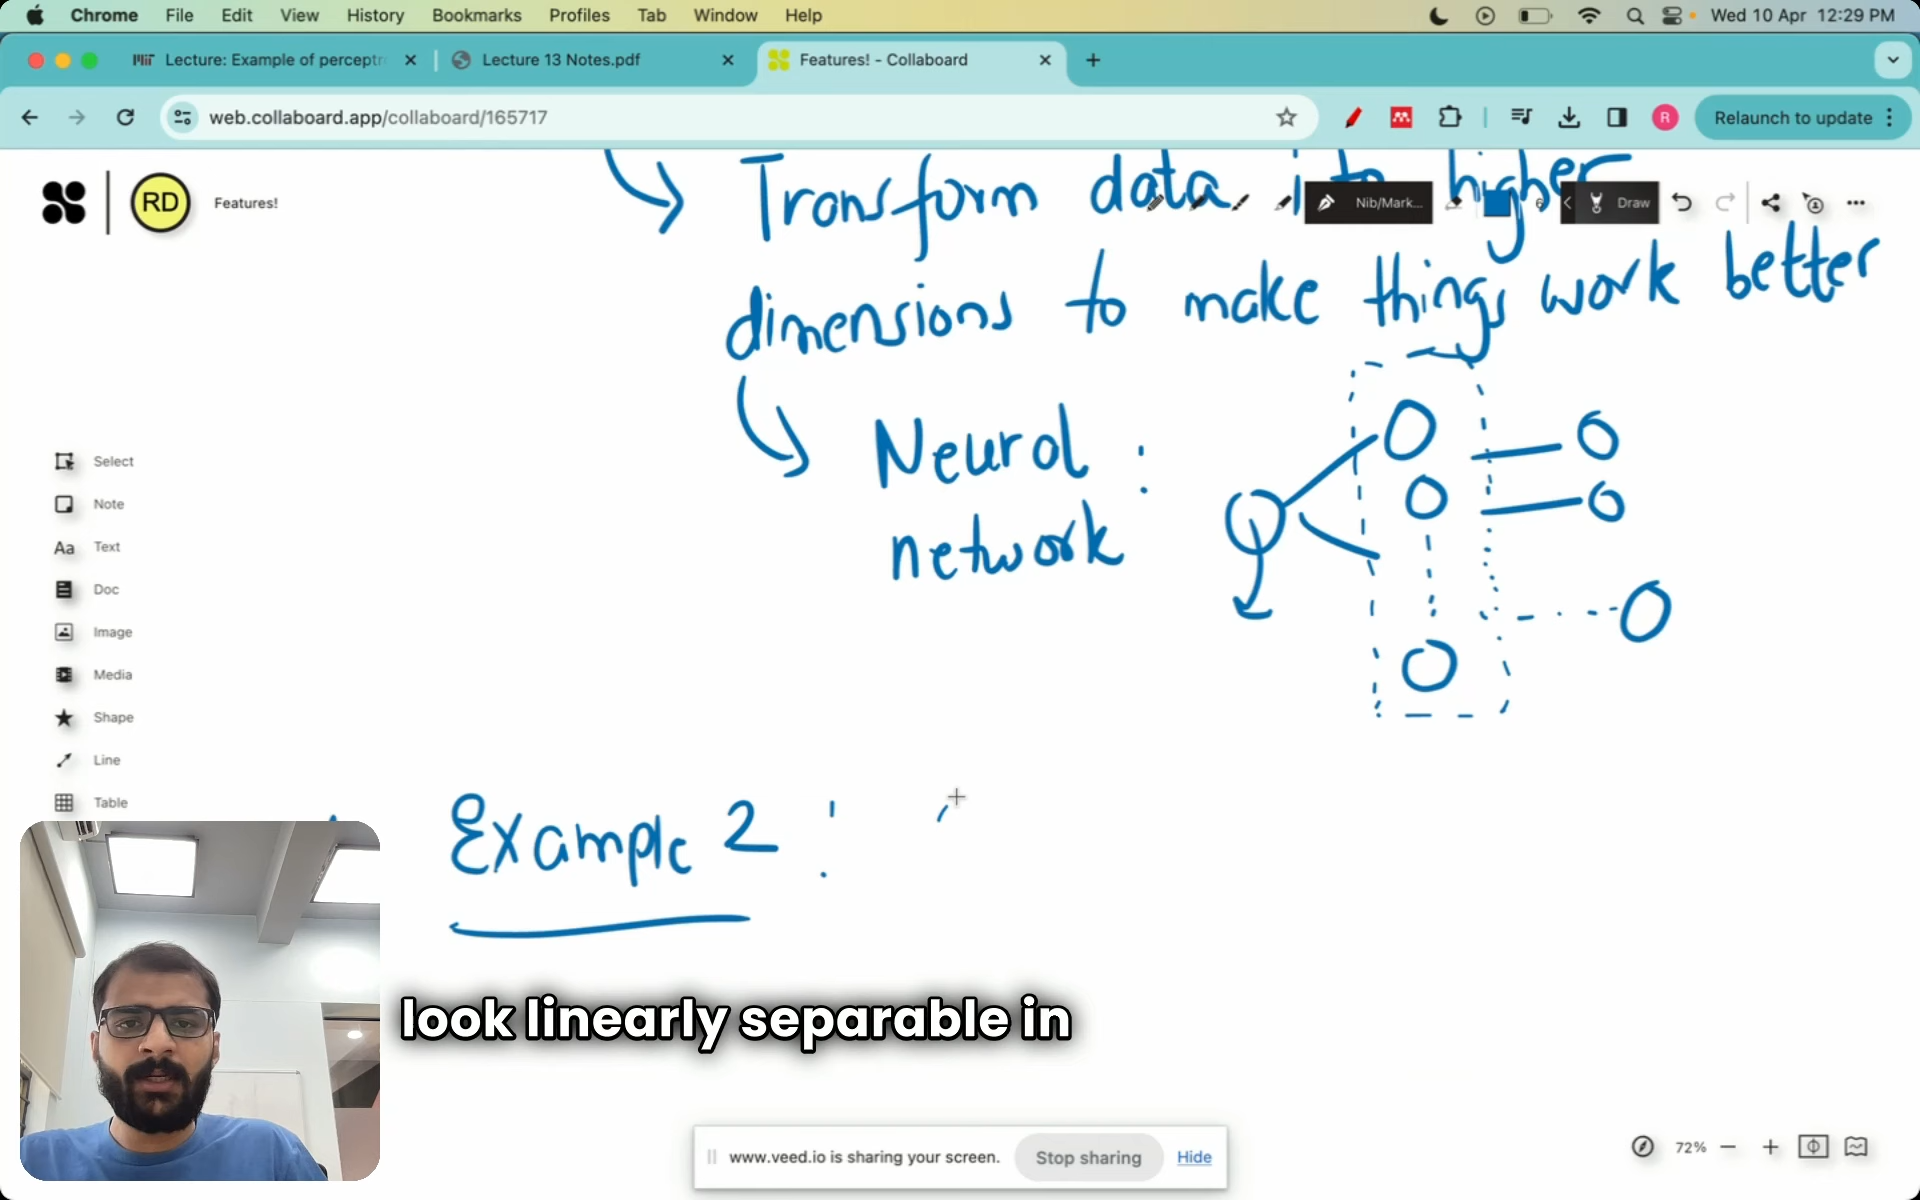 Chrome File Edit View History Bookmarks Profiles Tab Window Help Wed 10 Apr 12:29 PM
MIT Lecture: Example of perceptr Lecture 13 Notes.pdf Features! - Collaboard
web.collaboard.app/collaboard/165717 R Relaunch to update
Transform data into higher
RD Features! Nib/Mark... 6 Draw
dimensions to make things work better
Neural :
network
Select
Note
Text
Doc
Image
Media
Shape
Line
Table
Example 2 :
look linearly separable in
www.veed.io is sharing your screen. Stop sharing Hide
72%